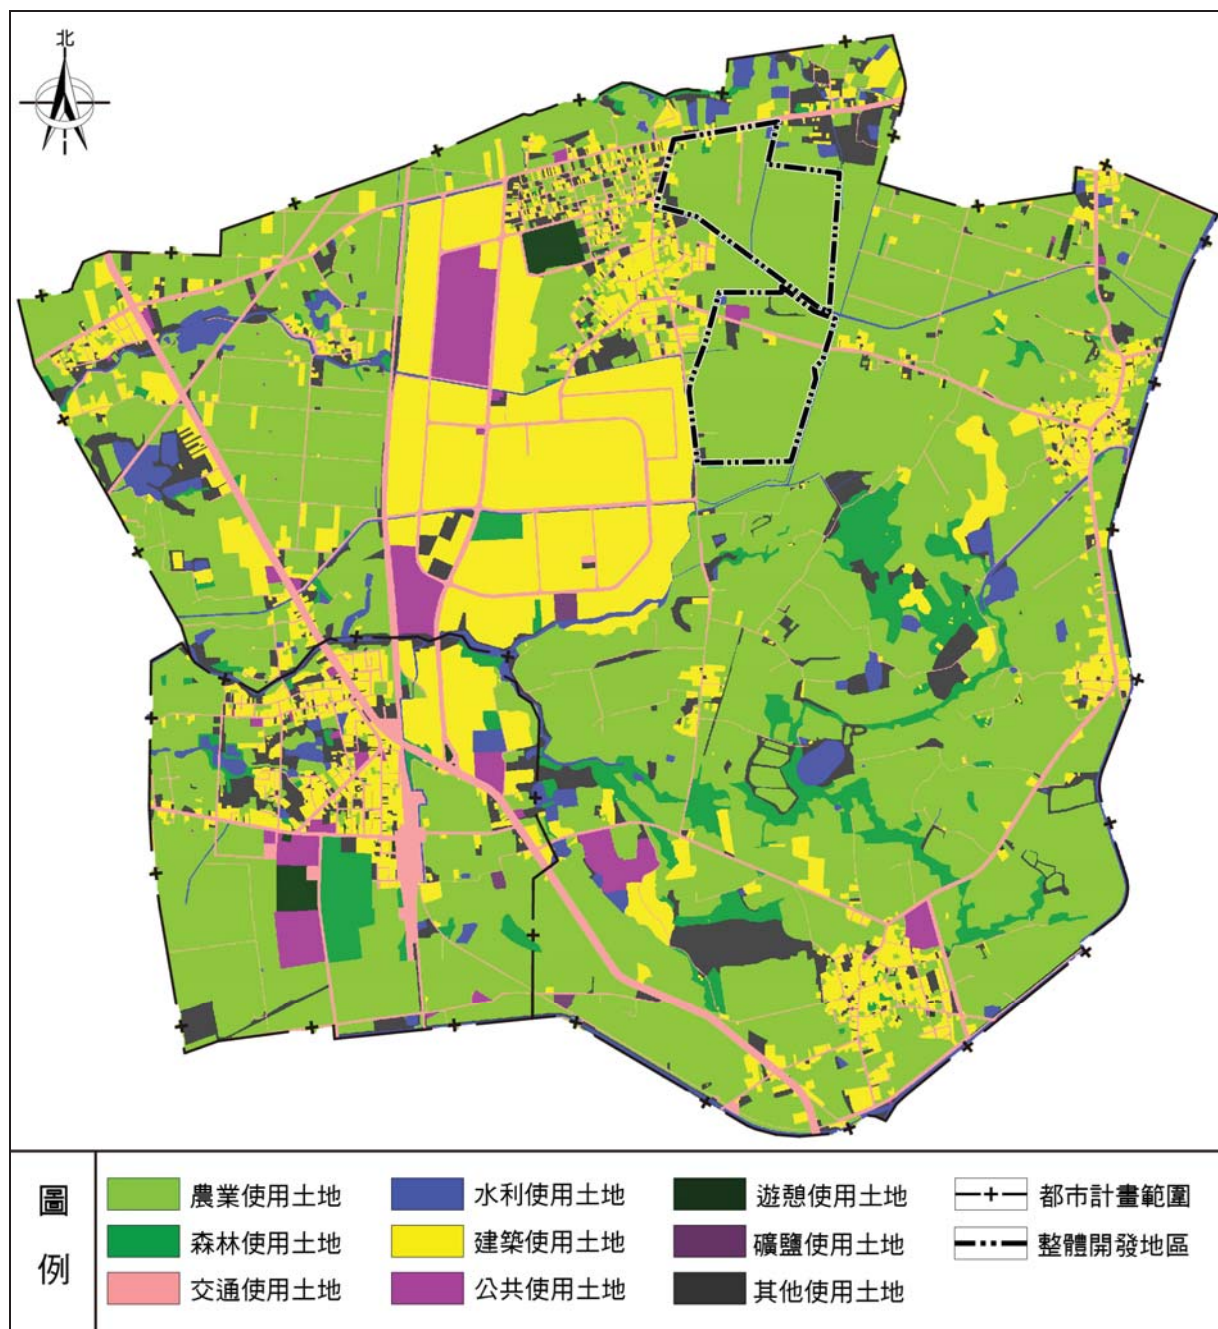 北
圖例
農業使用土地
水利使用土地
遊憩使用土地
都市計畫範圍
森林使用土地
建築使用土地
礦鹽使用土地
整體開發地區
交通使用土地
公共使用土地
其他使用土地